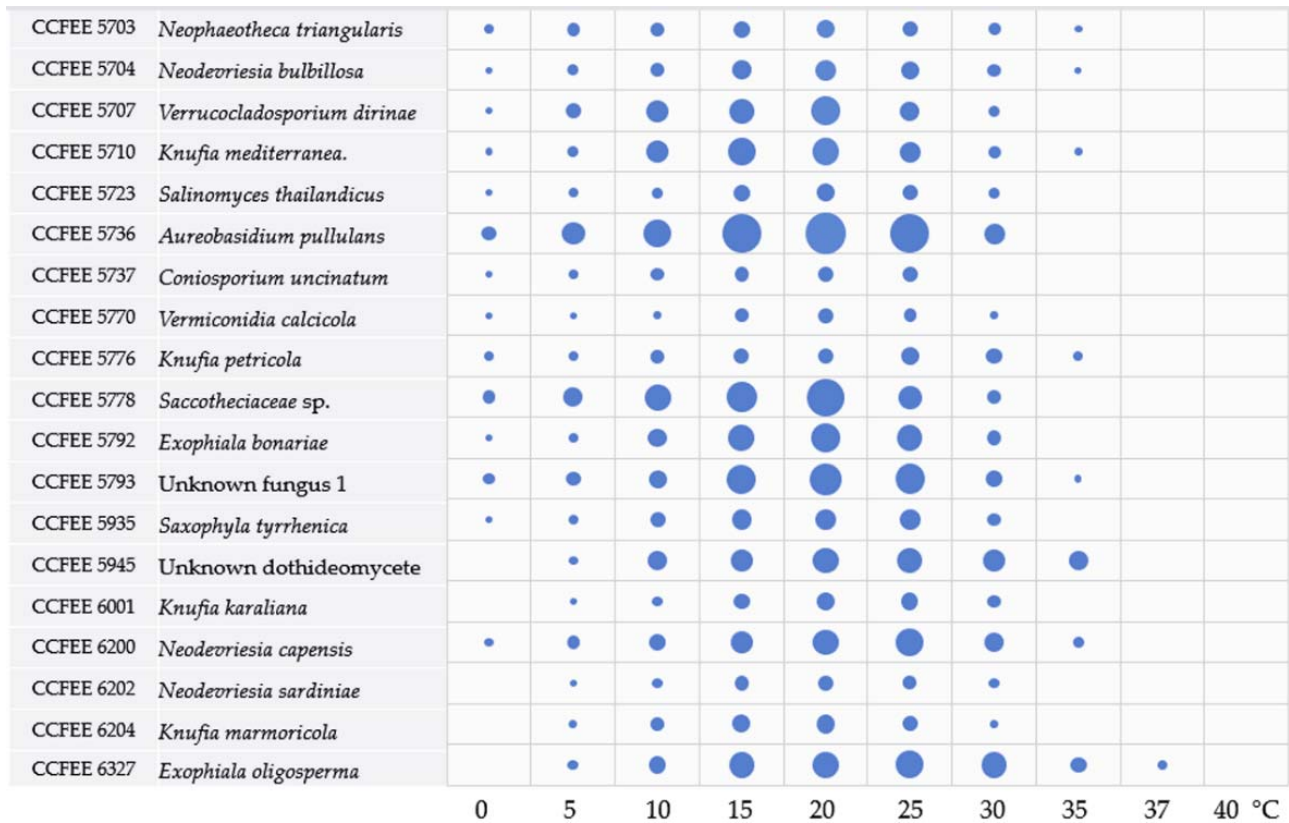 CCFEE 5703 Neophaeotheca triangularis
CCFEE 5704 Neodevriesia bulbillosa
CCFEE 5707 Verrucocladosporium dirinae
CCFEE 5710 Knufia mediterranea.
CCFEE 5723 Salinomyces thailandicus
CCFEE 5736 Aureobasidium pullulans
CCFEE 5737 Coniosporium uncinatum
CCFEE 5770 Vermiconidia calcicola
CCFEE 5776 Knufia petricola
CCFEE 5778 Saccotheciaceae sp.
CCFEE 5792 Exophiala bonariae
CCFEE 5793 Unknown fungus 1
CCFEE 5935 Saxophyla tyrrhenica
CCFEE 5945 Unknown dothideomycete
CCFEE 6001 Knufia karaliana
CCFEE 6200 Neodevriesia capensis
CCFEE 6202 Neodevriesia sardiniae
CCFEE 6204 Knufia marmoricola
CCFEE 6327 Exophiala oligosperma
0 5 10 15 20 25 30 35 37 40 °C